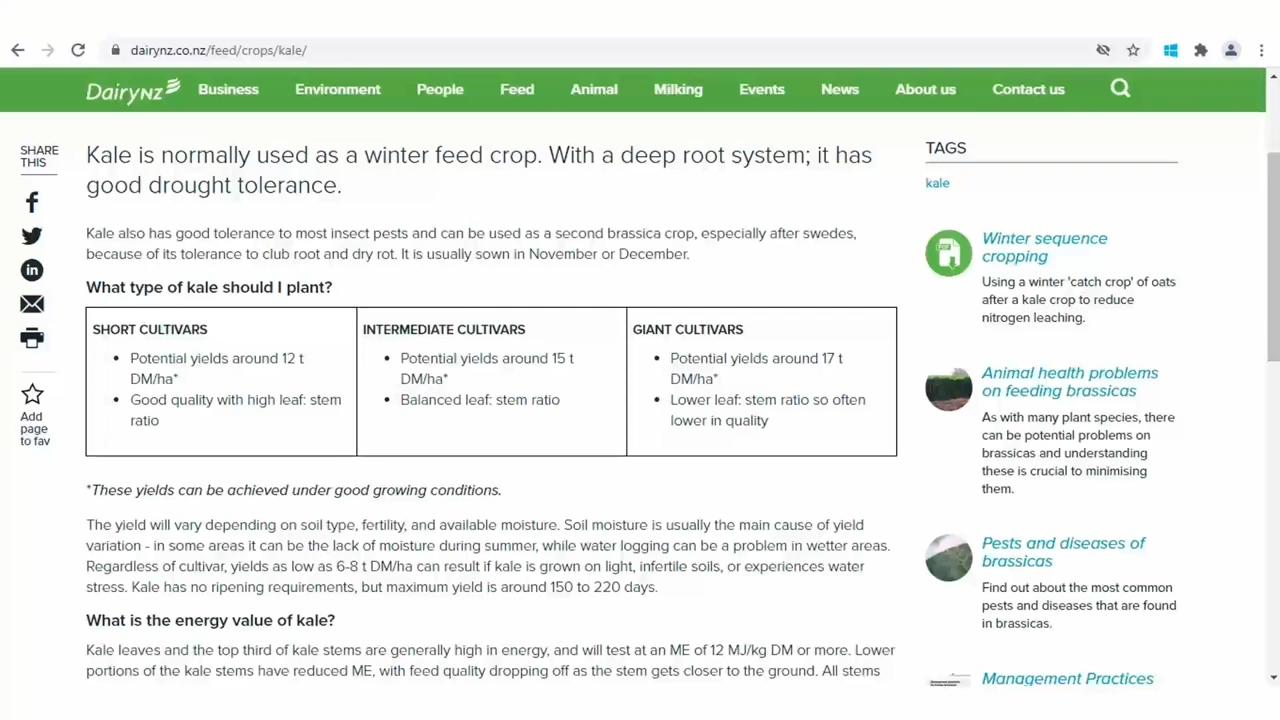 dairynz.co.nz/feed/crops/kale/
DairyNZ
Business
Environment
People
Feed
Animal
Milking
Events
News
About us
Contact us
SHARE
THIS
Add
page
to fav
Kale is normally used as a winter feed crop. With a deep root system; it has
good drought tolerance.
Kale also has good tolerance to most insect pests and can be used as a second brassica crop, especially after swedes,
because of its tolerance to club root and dry rot. It is usually sown in November or December.
What type of kale should I plant?
SHORT CULTIVARS
• Potential yields around 12 t
DM/ha*
• Good quality with high leaf: stem
ratio
INTERMEDIATE CULTIVARS
• Potential yields around 15 t
DM/ha*
• Balanced leaf: stem ratio
GIANT CULTIVARS
• Potential yields around 17 t
DM/ha*
• Lower leaf: stem ratio so often
lower in quality
*These yields can be achieved under good growing conditions.
The yield will vary depending on soil type, fertility, and available moisture. Soil moisture is usually the main cause of yield
variation - in some areas it can be the lack of moisture during summer, while water logging can be a problem in wetter areas.
Regardless of cultivar, yields as low as 6-8 t DM/ha can result if kale is grown on light, infertile soils, or experiences water
stress. Kale has no ripening requirements, but maximum yield is around 150 to 220 days.
What is the energy value of kale?
Kale leaves and the top third of kale stems are generally high in energy, and will test at an ME of 12 MJ/kg DM or more. Lower
portions of the kale stems have reduced ME, with feed quality dropping off as the stem gets closer to the ground. All stems
TAGS
kale
PDF
Winter sequence
cropping
Using a winter 'catch crop' of oats
after a kale crop to reduce
nitrogen leaching.
Animal health problems
on feeding brassicas
As with many plant species, there
can be potential problems on
brassicas and understanding
these is crucial to minimising
them.
Pests and diseases of
brassicas
Find out about the most common
pests and diseases that are found
in brassicas.
Management Practices